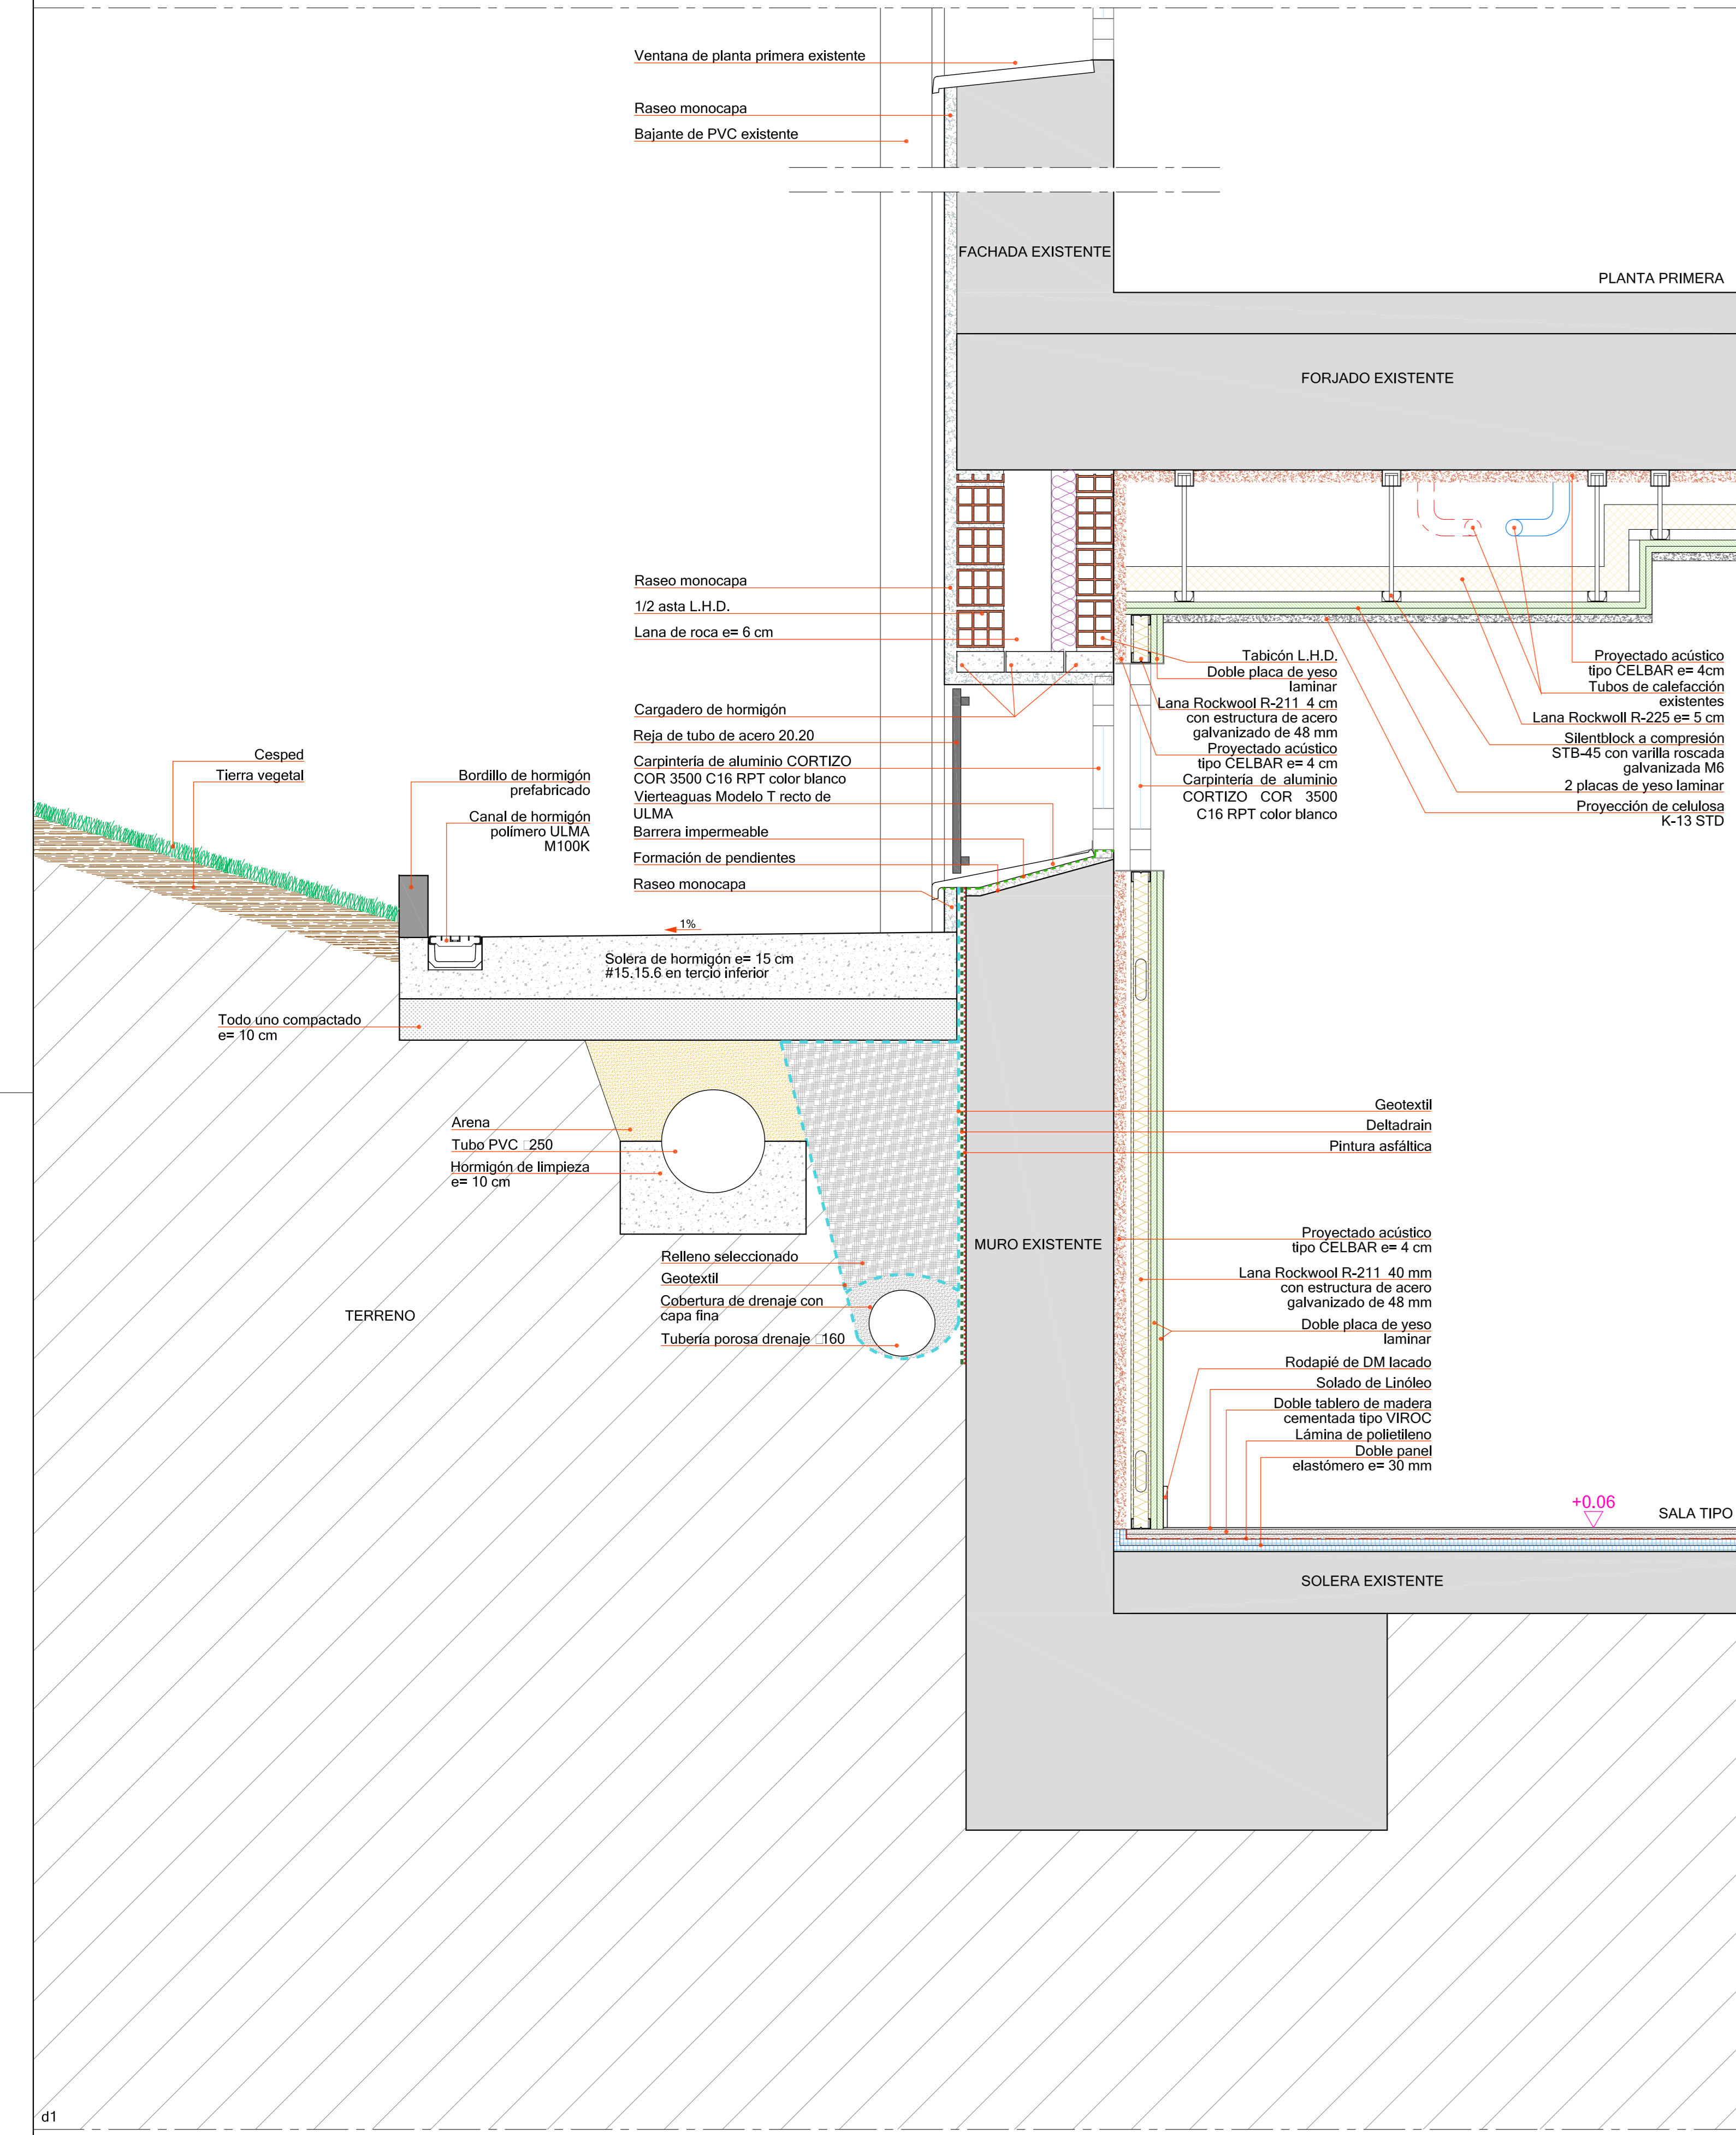 Ventana de planta primera existente
Raseo monocapa
Bajante de PVC existente
FACHADA EXISTENTE
PLANTA PRIMERA
FORJADO EXISTENTE
Raseo monocapa
1/2 asta L.H.D.
Lana de roca e= 6 cm
Cargadero de hormigón
Reja de tubo de acero 20.20
Carpintería de aluminio CORTIZO
COR 3500 C16 RPT color blanco
Vierteaguas Modelo T recto de
ULMA
Barrera impermeable
Formación de pendientes
Raseo monocapa
Tabicón L.H.D.
Doble placa de yeso
laminar
Lana Rockwool R-211 4 cm
con estructura de acero
galvanizado de 48 mm
Proyectado acústico
tipo CELBAR e= 4 cm
Carpintería de aluminio
CORTIZO COR 3500
C16 RPT color blanco
Proyectado acústico
tipo CELBAR e= 4cm
Tubos de calefacción
existentes
Lana Rockwoll R-225 e= 5 cm
Silentblock a compresión
STB-45 con varilla roscada
galvanizada M6
2 placas de yeso laminar
Proyección de celulosa
K-13 STD
Cesped
Tierra vegetal
Bordillo de hormigón
prefabricado
Canal de hormigón
polímero ULMA
M100K
1%
Solera de hormigón e= 15 cm
#15.15.6 en tercio inferior
Todo uno compactado
e= 10 cm
Arena
Tubo PVC □250
Hormigón de limpieza
e= 10 cm
Relleno seleccionado
Geotextil
Cobertura de drenaje con
capa fina
Tubería porosa drenaje □160
TERRENO
MURO EXISTENTE
Geotextil
Deltadrain
Pintura asfáltica
Proyectado acústico
tipo CELBAR e= 4 cm
Lana Rockwool R-211 40 mm
con estructura de acero
galvanizado de 48 mm
Doble placa de yeso
laminar
Rodapié de DM lacado
Solado de Linóleo
Doble tablero de madera
cementada tipo VIROC
Lámina de polietileno
Doble panel
elastómero e= 30 mm
+0.06
SALA TIPO
SOLERA EXISTENTE
d1